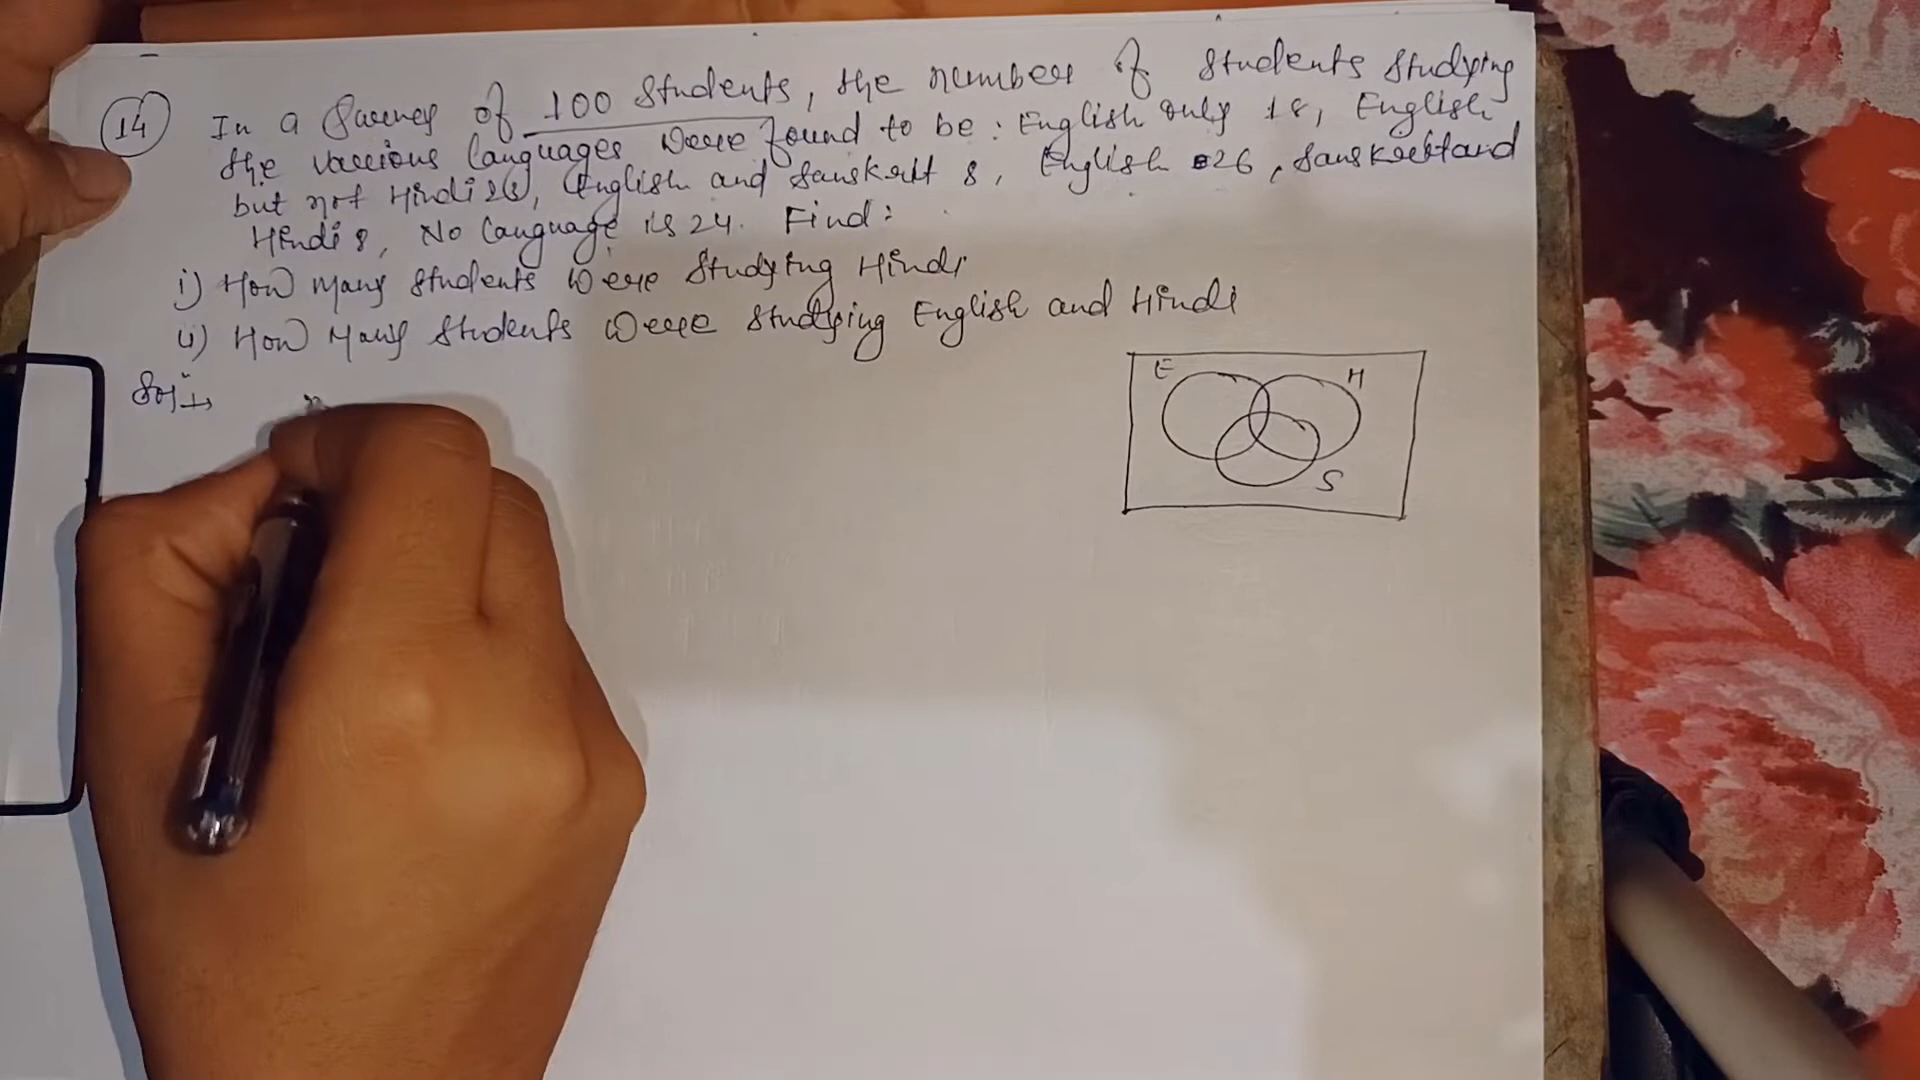 14 In a Survey of 100 Students, the number of Students Studying
the various languages were found to be: English only 18, English
but not Hindi 23, English and Sanskrit 8, English 26, Sanskrit and
Hindi 8, No language is 24. Find:
i) How many Students were Studying Hindi
ii) How Many Students were Studying English and Hindi
Sol
n
E
H
S